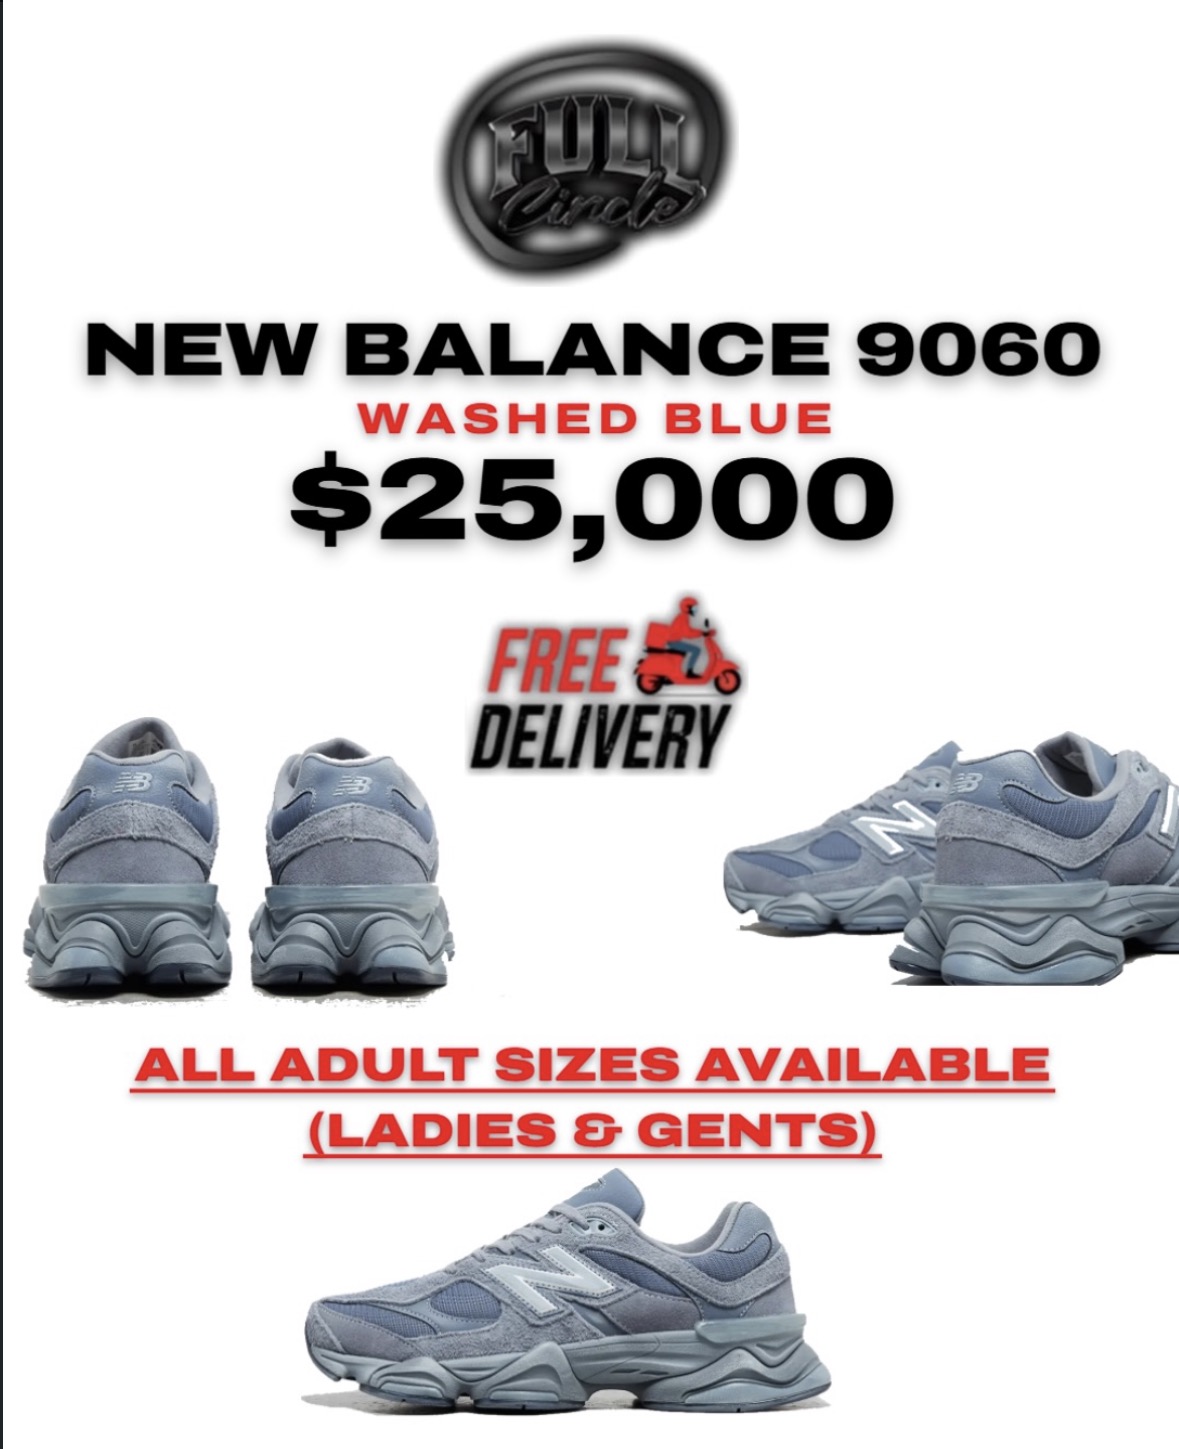 FULL
Circle
NEW BALANCE 9060
WASHED BLUE
$25,000
FREE
DELIVERY
ALL ADULT SIZES AVAILABLE
(LADIES & GENTS)